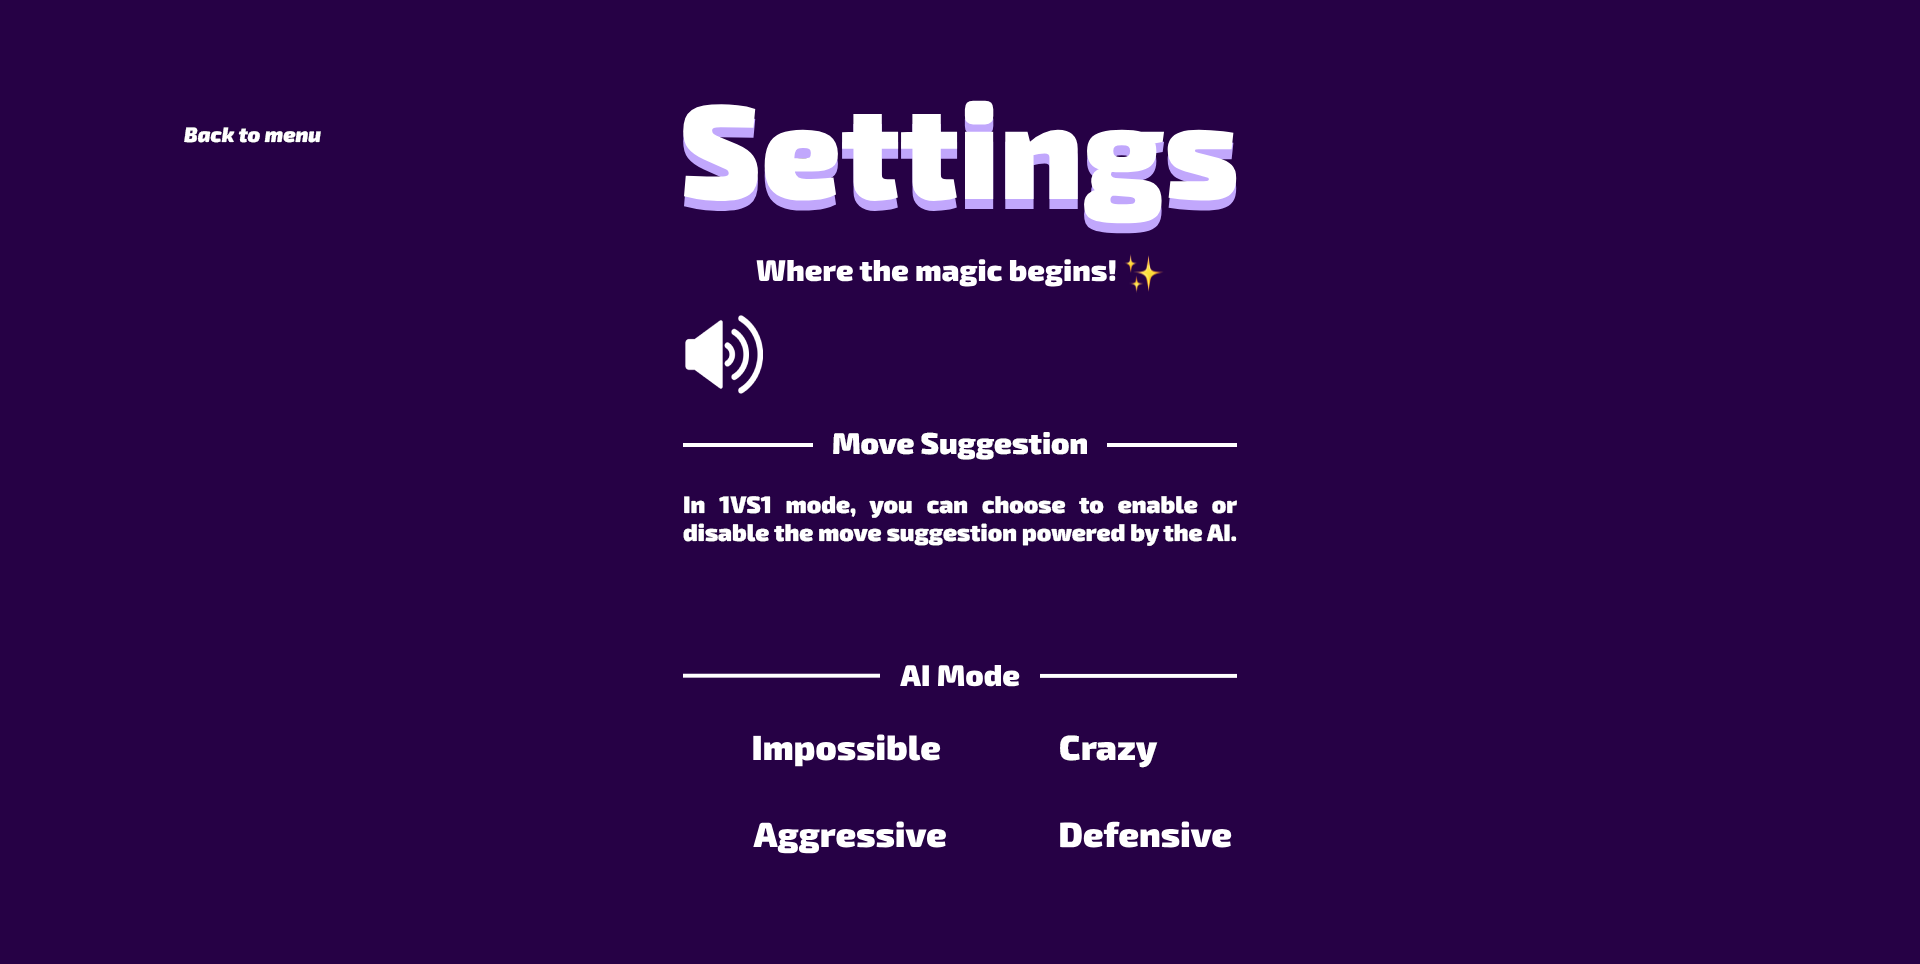 Back to menu
Settings
Where the magic begins! ✨
Move Suggestion
In 1VS1 mode, you can choose to enable or
disable the move suggestion powered by the AI.
AI Mode
Impossible
Crazy
Aggressive
Defensive